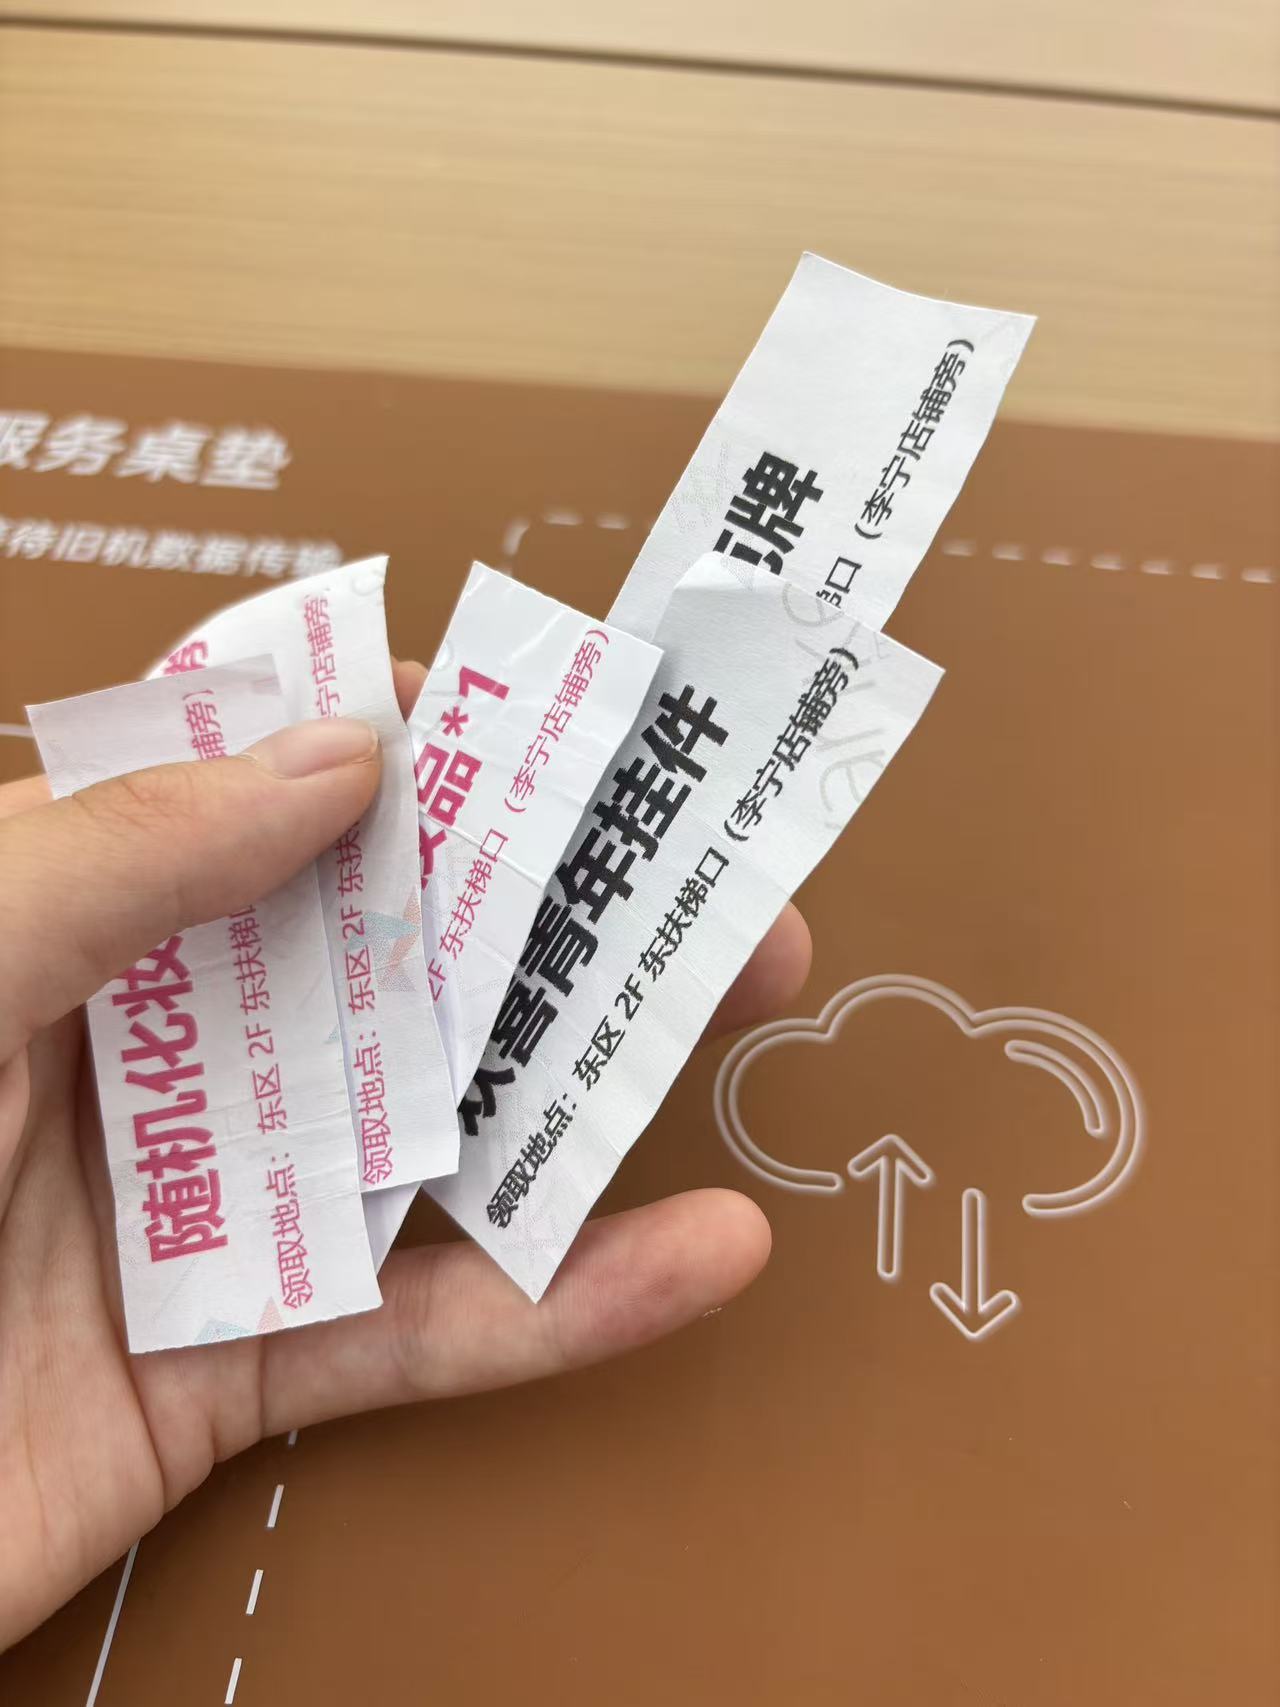 服务桌垫
待旧机数据传输
牌
梯口（李宁店铺旁）
欢喜青年挂件
领取地点：东区 2F 东扶梯口（李宁店铺旁）
妆品*1
2F 东扶梯口（李宁店铺旁）
宁店铺旁）
领取地点：东区 2F 东扶
随机化妆
领取地点：东区 2F 东扶梯口
铺旁）